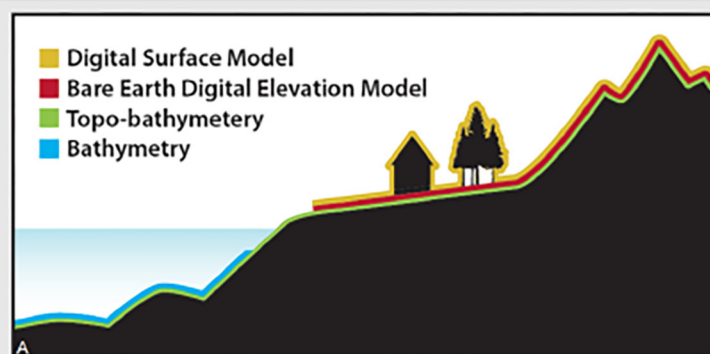 Digital Surface Model
Bare Earth Digital Elevation Model
Topo-bathymetery
Bathymetry
A